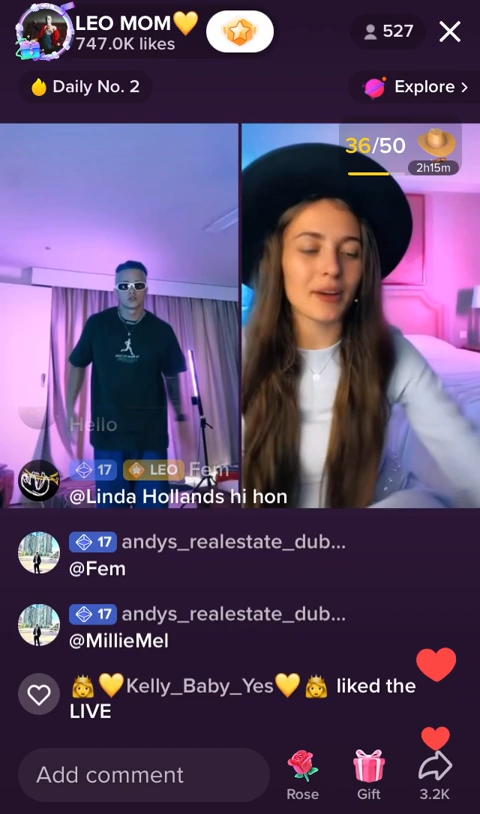 LEO MOM💛
747.0K likes
527
Daily No. 2
Explore >
36/50
2h15m
Hello
17 LEO Fem
@Linda Hollands hi hon
17 andys_realestate_dub...
@Fem
17 andys_realestate_dub...
@MillieMel
👸💛Kelly_Baby_Yes💛👸 liked the
LIVE
Add comment
Rose
Gift
3.2K